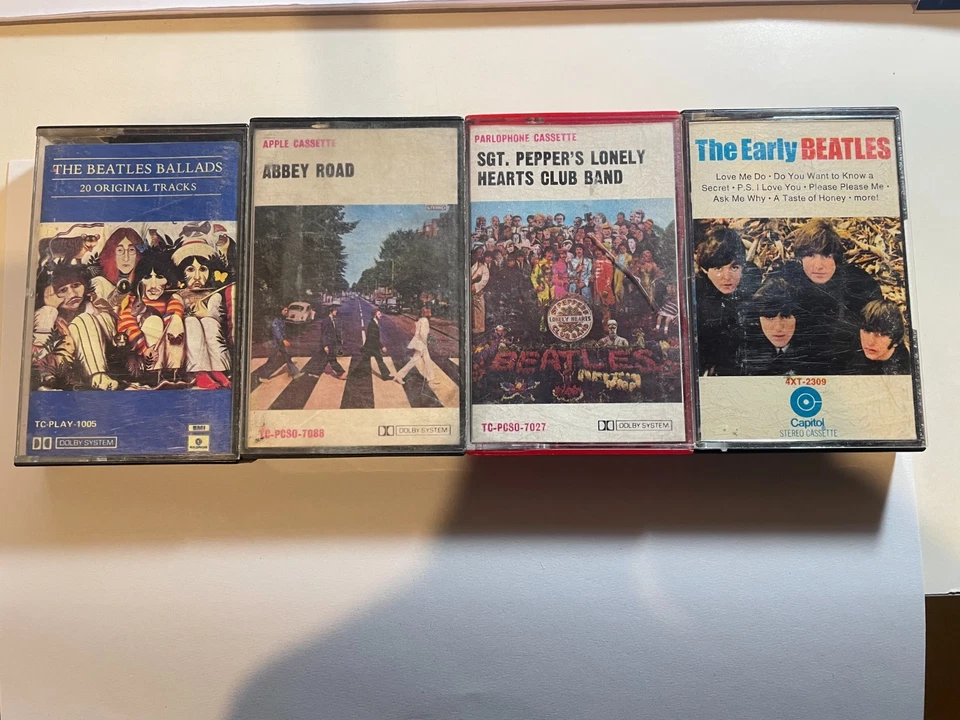 THE BEATLES BALLADS
20 ORIGINAL TRACKS
TC-PLAY-1005
DOLBY SYSTEM
EMI
APPLE CASSETTE
ABBEY ROAD
TC-PCSO-7088
DOLBY SYSTEM
PARLOPHONE CASSETTE
SGT. PEPPER'S LONELY
HEARTS CLUB BAND
LONELY HEARTS
BEATLES
TC-PCSO-7027
DOLBY SYSTEM
The Early BEATLES
Love Me Do • Do You Want to Know a
Secret • P.S. I Love You • Please Please Me •
Ask Me Why • A Taste of Honey • more!
4XT-2309
Capitol
STEREO CASSETTE